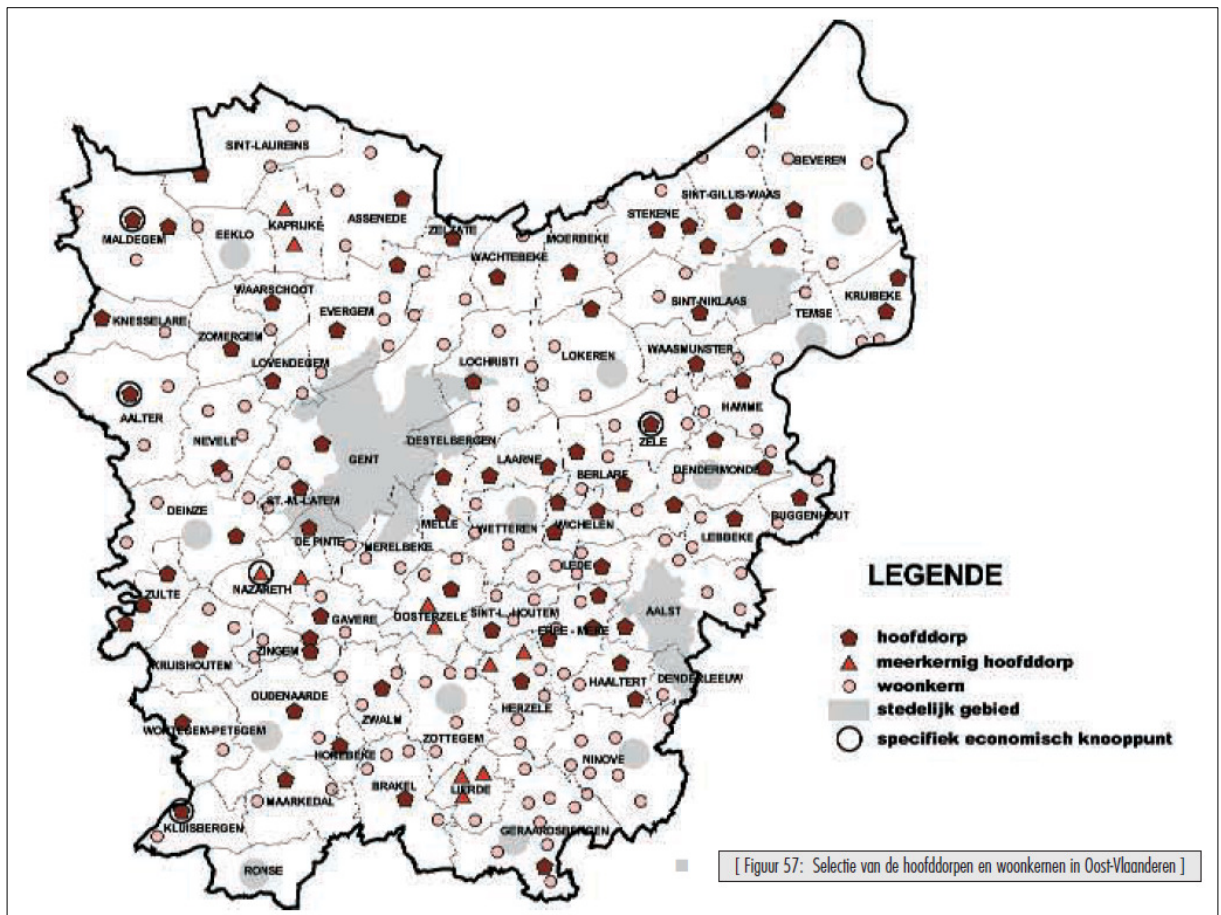 SINT-LAUREINS
BEVEREN
SINT-GILLIS-WAAS
STEKENE
ASSENEDE
KAPRIJKE
MALDEGEM
EEKLO
ZELZATE
MOERBEKE
WACHTEBEKE
WAARSCHOOT
SINT-NIKLAAS
KRUIBEKE
EVERGEM
TEMSE
KNESSELARE
ZOMERGEM
LOVENDEGEM
LOCHRISTI
LOKEREN
WAASMUNSTER
HAMME
AALTER
NEVELE
DESTELBERGEN
ZELE
GENT
LAARNE
BERLARE
DENDERMONDE
DEINZE
ST.-M.-LATEM
MELLE
WETTEREN
WICHELEN
BUGGENHOUT
DE PINTE
MERELBEKE
LEBBEKE
LEDE
NAZARETH
ZULTE
GAVERE
OOSTERZELE
SINT-L.-HOUTEM
AALST
ERPE-MERE
KRUISHOUTEM
ZINGEM
HAALTERT
DENDERLEEUW
OUDENAARDE
ZWALM
HERZELE
WORTEGEM-PETEGEM
ZOTTEGEM
HOREBEKE
NINOVE
MAARKEDAL
BRAKEL
LIERDE
KLUISBERGEN
GERAARDSBERGEN
RONSE
LEGENDE
hoofddorp
meerkernig hoofddorp
woonkern
stedelijk gebied
specifiek economisch knooppunt
[ Figuur 57: Selectie van de hoofddorpen en woonkernen in Oost-Vlaanderen ]